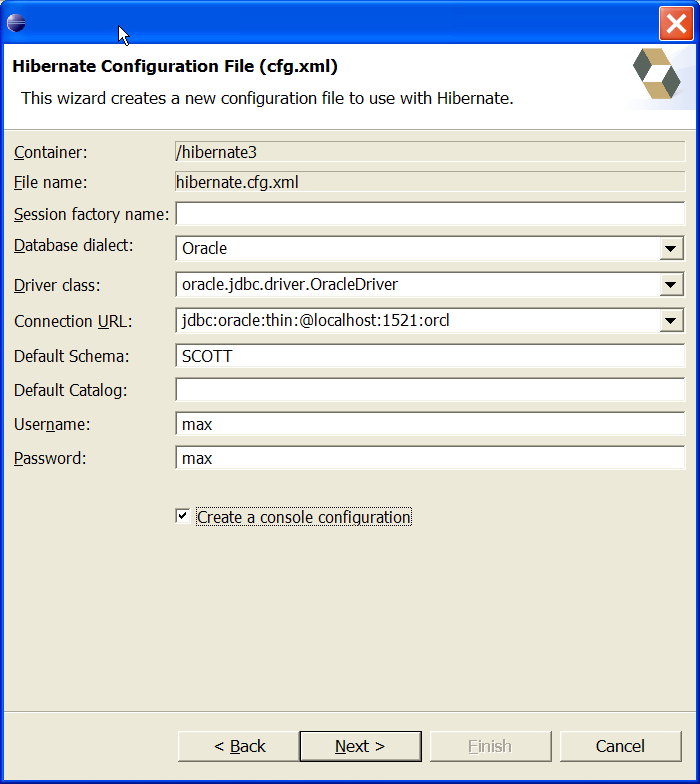 Hibernate Configuration File (cfg.xml)
This wizard creates a new configuration file to use with Hibernate.
Container: /hibernate3
File name: hibernate.cfg.xml
Session factory name:
Database dialect: Oracle
Driver class: oracle.jdbc.driver.OracleDriver
Connection URL: jdbc:oracle:thin:@localhost:1521:orcl
Default Schema: SCOTT
Default Catalog:
Username: max
Password: max
Create a console configuration
< Back Next > Finish Cancel